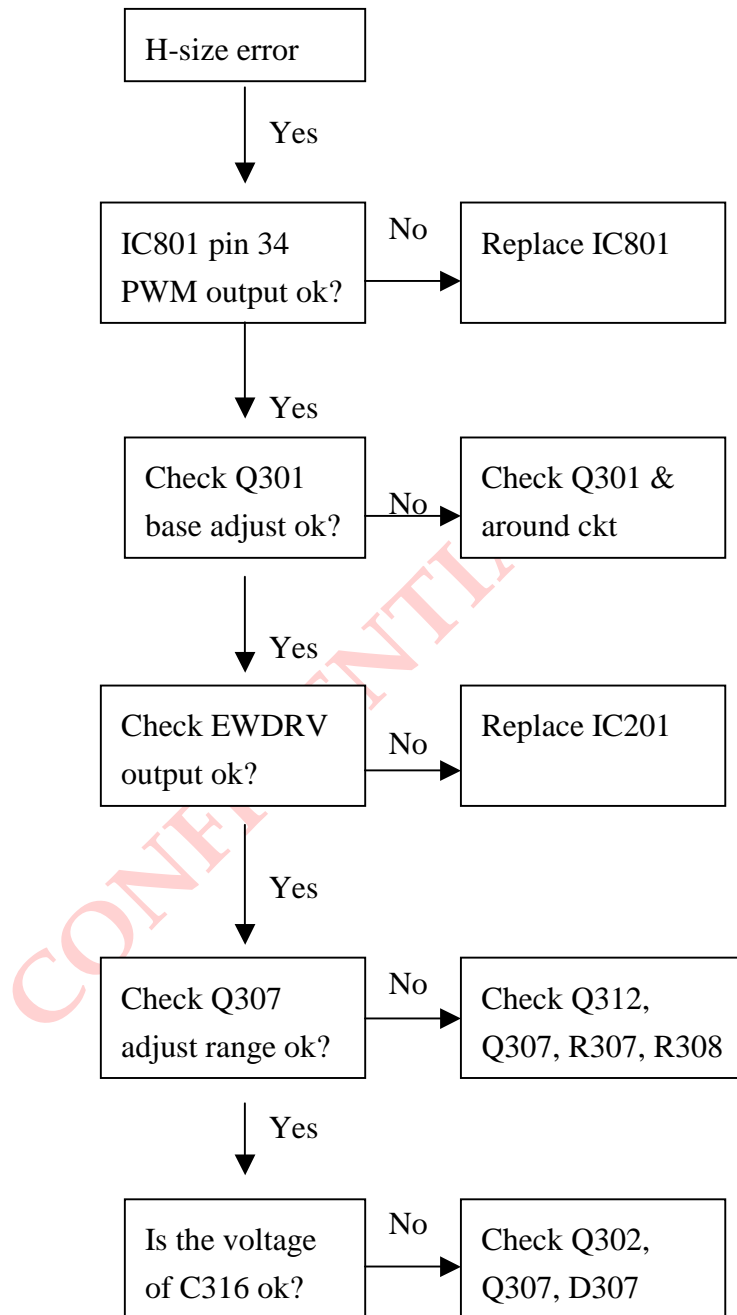 H-size error
Yes
IC801 pin 34
PWM output ok?
No
Replace IC801
Yes
Check Q301
base adjust ok?
No
Check Q301 &
around ckt
Yes
Check EWDRV
output ok?
No
Replace IC201
Yes
Check Q307
adjust range ok?
No
Check Q312,
Q307, R307, R308
Yes
Is the voltage
of C316 ok?
No
Check Q302,
Q307, D307